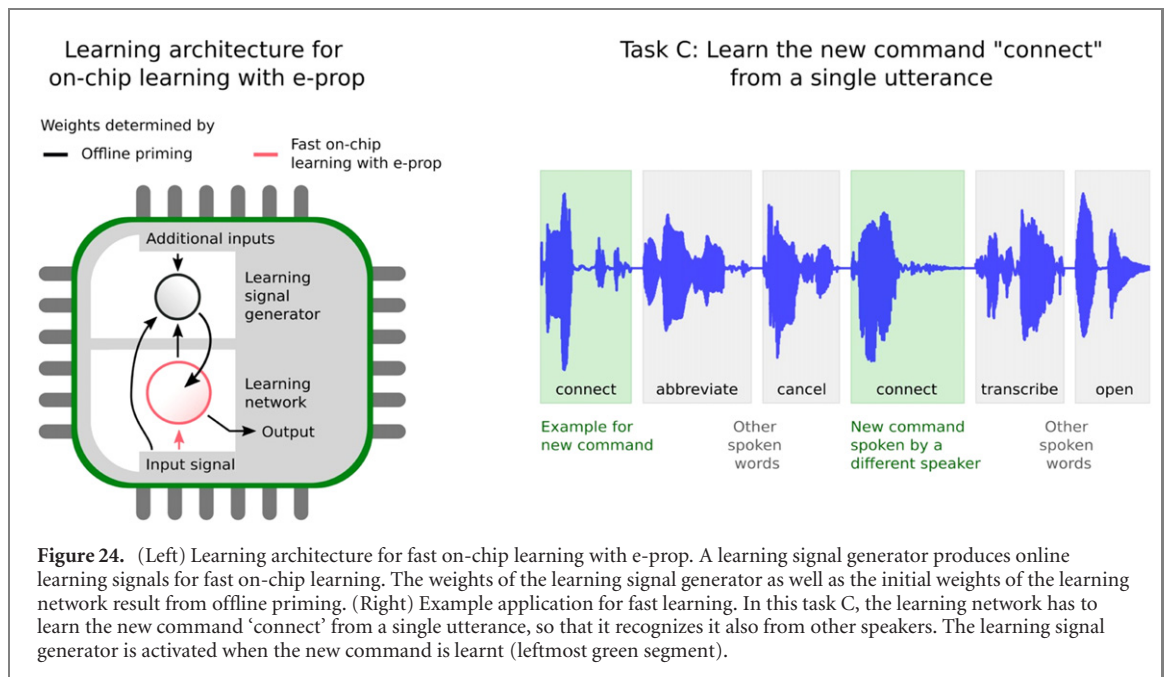 Learning architecture for
on-chip learning with e-prop
Weights determined by
Offline priming
Fast on-chip
learning with e-prop
Additional inputs
Learning
signal
generator
Learning
network
Output
Input signal
Task C: Learn the new command "connect"
from a single utterance
connect
abbreviate
cancel
connect
transcribe
open
Example for
new command
Other
spoken
words
New command
spoken by a
different speaker
Other
spoken
words
Figure 24. (Left) Learning architecture for fast on-chip learning with e-prop. A learning signal generator produces online
learning signals for fast on-chip learning. The weights of the learning signal generator as well as the initial weights of the learning
network result from offline priming. (Right) Example application for fast learning. In this task C, the learning network has to
learn the new command ‘connect’ from a single utterance, so that it recognizes it also from other speakers. The learning signal
generator is activated when the new command is learnt (leftmost green segment).